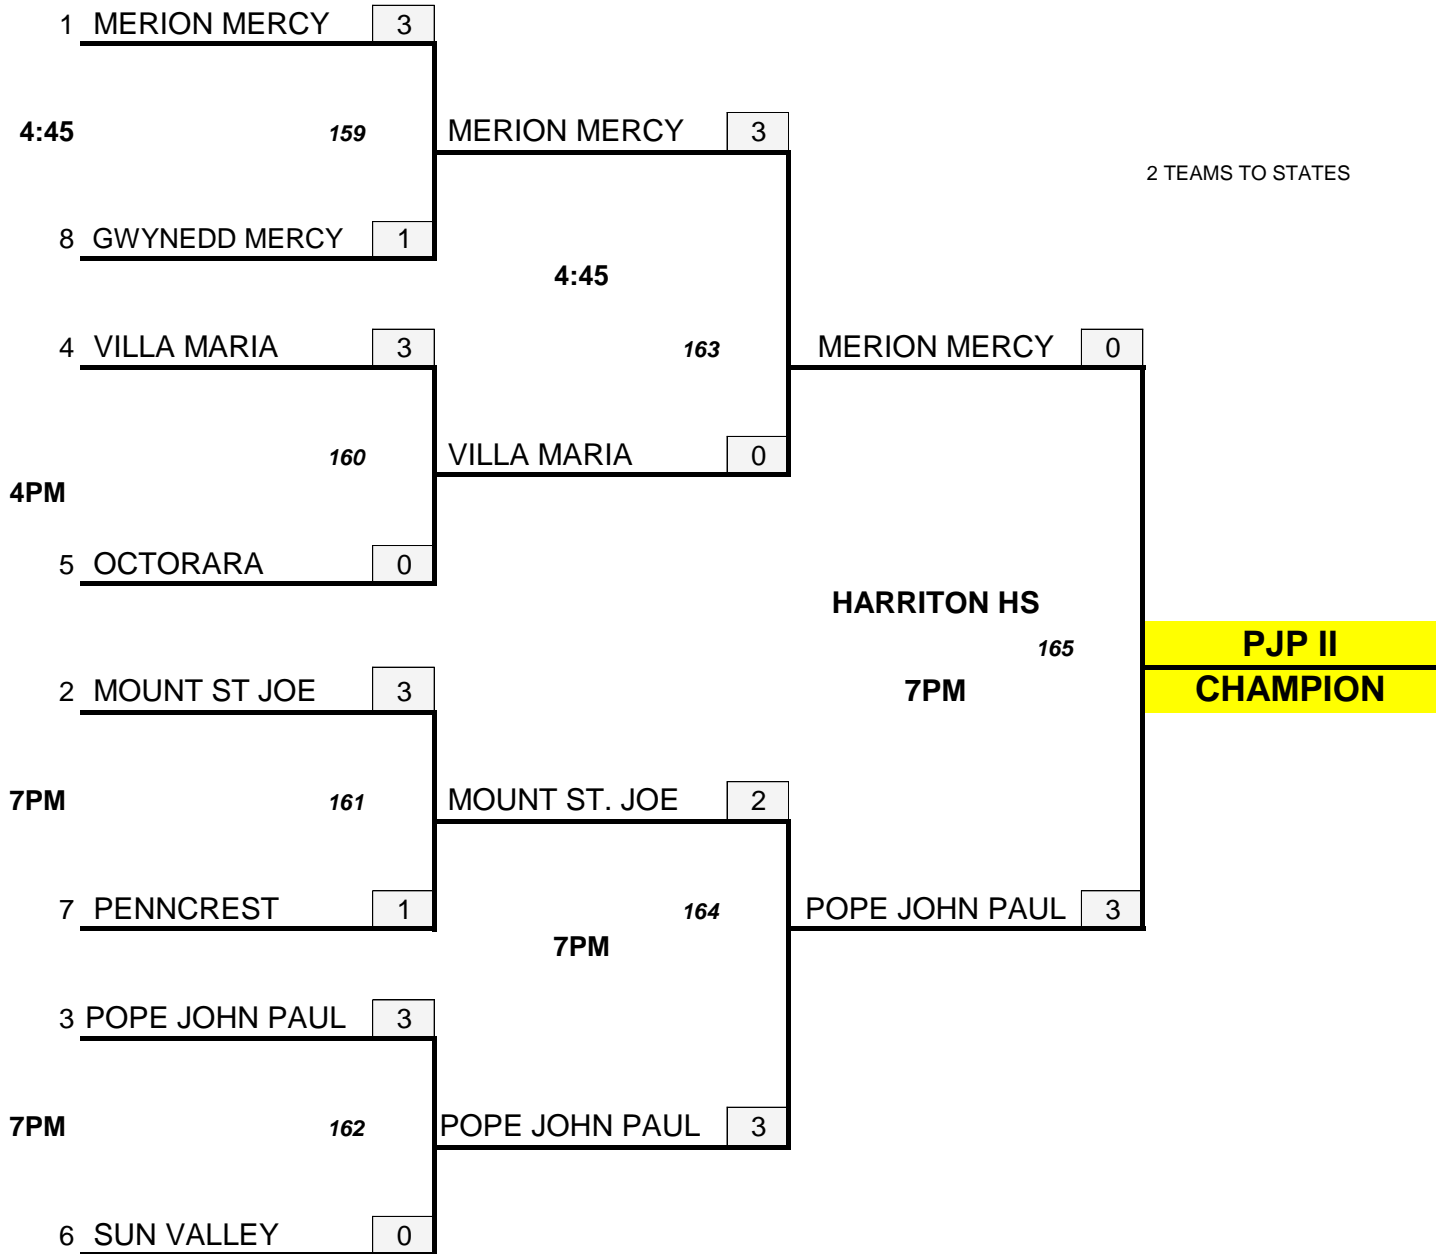 1 MERION MERCY 3
4:45 159 MERION MERCY 3
2 TEAMS TO STATES
8 GWYNEDD MERCY 1
4:45
4 VILLA MARIA 3 163 MERION MERCY 0
160 VILLA MARIA 0
4PM
5 OCTORARA 0
HARRITON HS
165 PJP II
2 MOUNT ST JOE 3 7PM CHAMPION
7PM 161 MOUNT ST. JOE 2
7 PENNCREST 1 164 POPE JOHN PAUL 3
7PM
3 POPE JOHN PAUL 3
7PM 162 POPE JOHN PAUL 3
6 SUN VALLEY 0